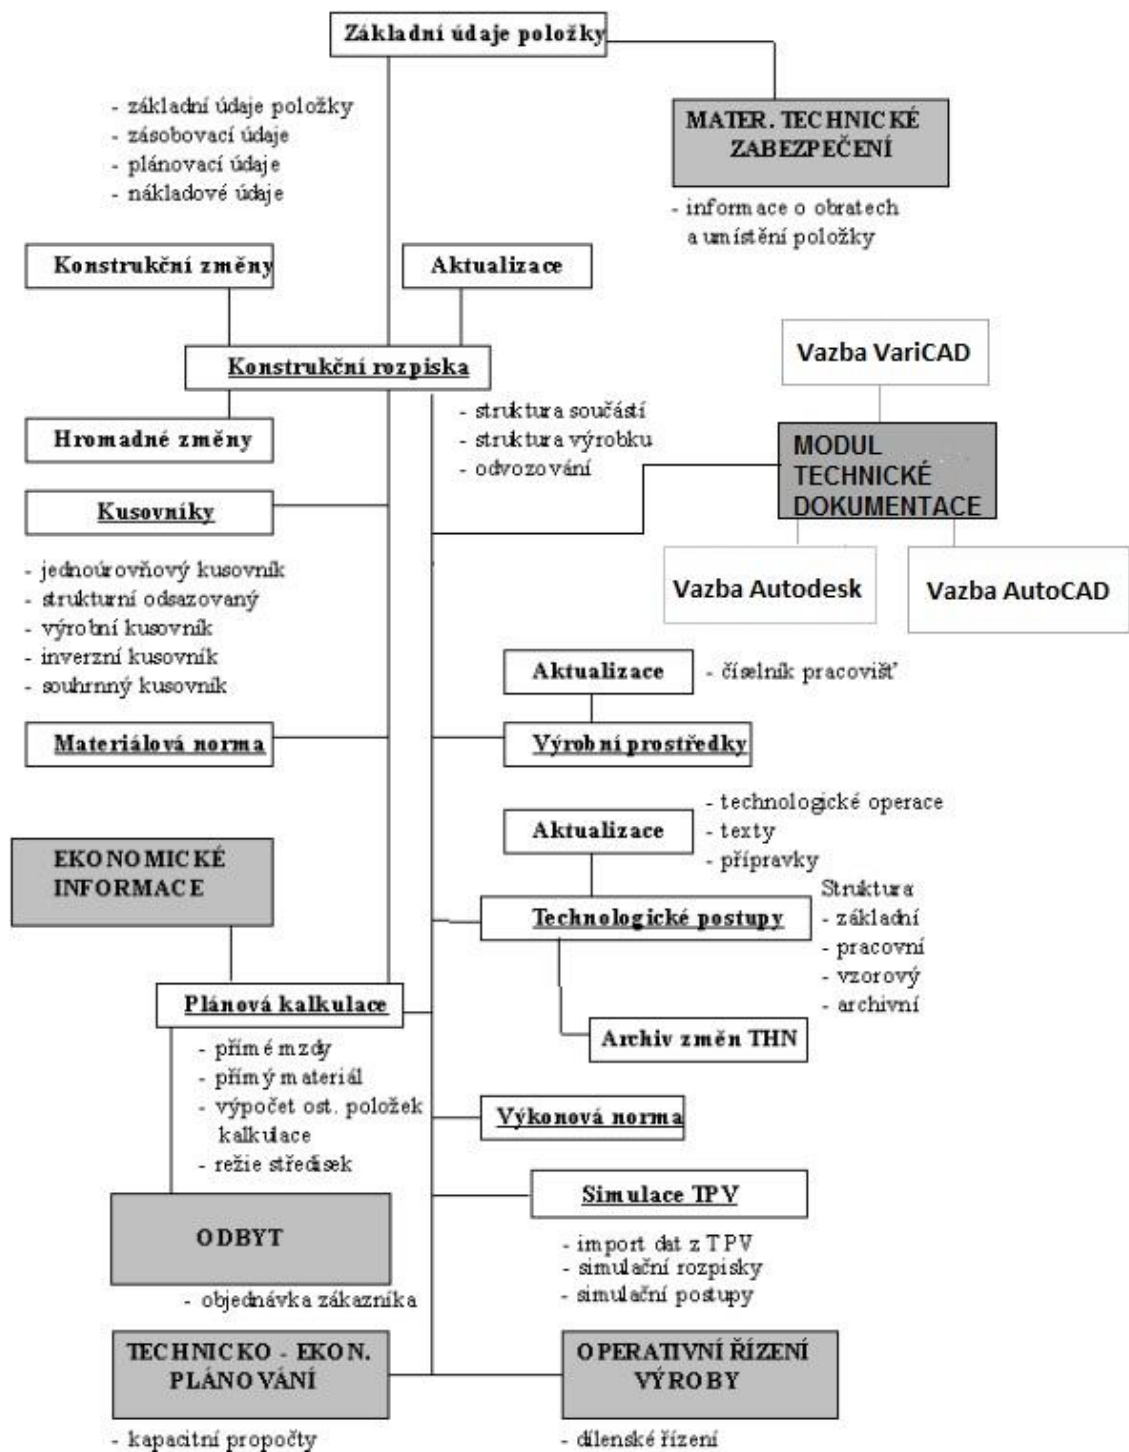 Základní údaje položky
- základní údaje položky
- zásobovací údaje
- plánovací údaje
- nákladové údaje
MATER. TECHNICKÉ
ZABEZPEČENÍ
- informace o obratech
a umístění položky
Konstrukční změny
Aktualizace
Konstrukční rozpiska
Vazba VariCAD
Hromadné změny
- struktura součástí
- struktura výrobku
- odvozování
MODUL
TECHNICKÉ
DOKUMENTACE
Kusovníky
- jednoúrovňový kusovník
- strukturní odsazovaný
- výrobní kusovník
- inverzní kusovník
- souhrnný kusovník
Vazba Autodesk
Vazba AutoCAD
Aktualizace
- číselník pracovišť
Materiálová norma
Výrobní prostředky
Aktualizace
- technologické operace
- texty
- přípravky
EKONOMICKÉ
INFORMACE
Technologické postupy
Struktura
- základní
- pracovní
- vzorový
- archivní
Plánová kalkulace
- přímé mzdy
- přímý materiál
- výpočet ost. položek
kalkulace
- režie středisek
Archiv změn THN
Výkonová norma
Simulace TPV
- import dat z TPV
- simulační rozpisky
- simulační postupy
ODBYT
- objednávka zákazníka
TECHNICKO - EKON.
PLÁNOVÁNÍ
- kapacitní propočty
OPERATIVNÍ ŘÍZENÍ
VÝROBY
- dílenské řízení